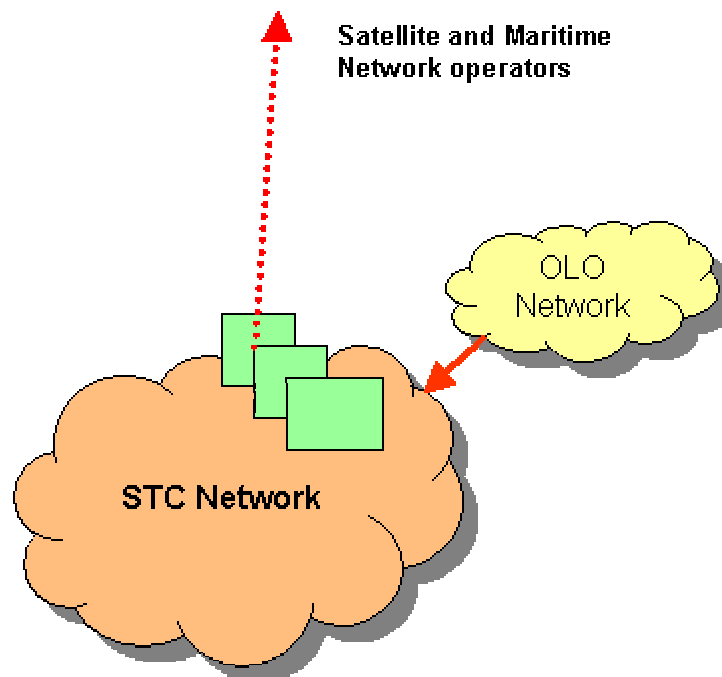 Satellite and Maritime
Network operators
OLO
Network
STC Network